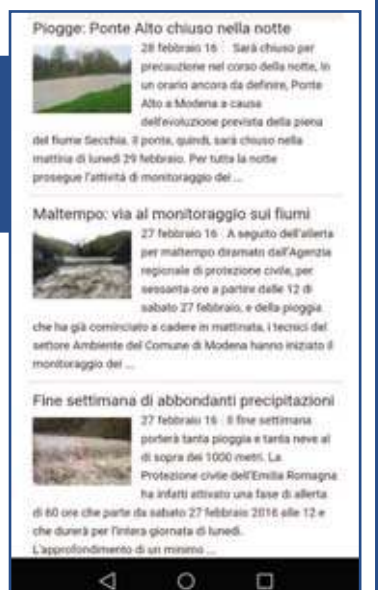 Piogge: Ponte Alto chiuso nella notte
28 febbraio 16 Sarà chiuso per
precauzione nel corso della notte, in
un orario ancora da definire, Ponte
Alto a Modena a causa
dell'evoluzione prevista della piena
del fiume Secchia. Il ponte, quindi, sarà chiuso nella
mattina di lunedì 29 febbraio. Per tutta la notte
prosegue l'attività di monitoraggio dei ...
Maltempo: via al monitoraggio sui fiumi
27 febbraio 16 A seguito dell'allerta
per maltempo diramato dall'Agenzia
regionale di protezione civile, per
sessanta ore a partire dalle 12 di
sabato 27 febbraio, e della pioggia
che ha già cominciato a cadere in mattinata, i tecnici del
settore Ambiente del Comune di Modena hanno iniziato il
monitoraggio dei ...
Fine settimana di abbondanti precipitazioni
27 febbraio 16 Il fine settimana
porterà tanta pioggia e tanta neve al
di sopra dei 1000 metri. La
Protezione civile dell'Emilia Romagna
ha infatti attivato una fase di allerta
di 60 ore che parte da sabato 27 febbraio 2016 alle 12 e
che durerà per l'intera giornata di lunedì.
L'approfondimento di un minimo ...